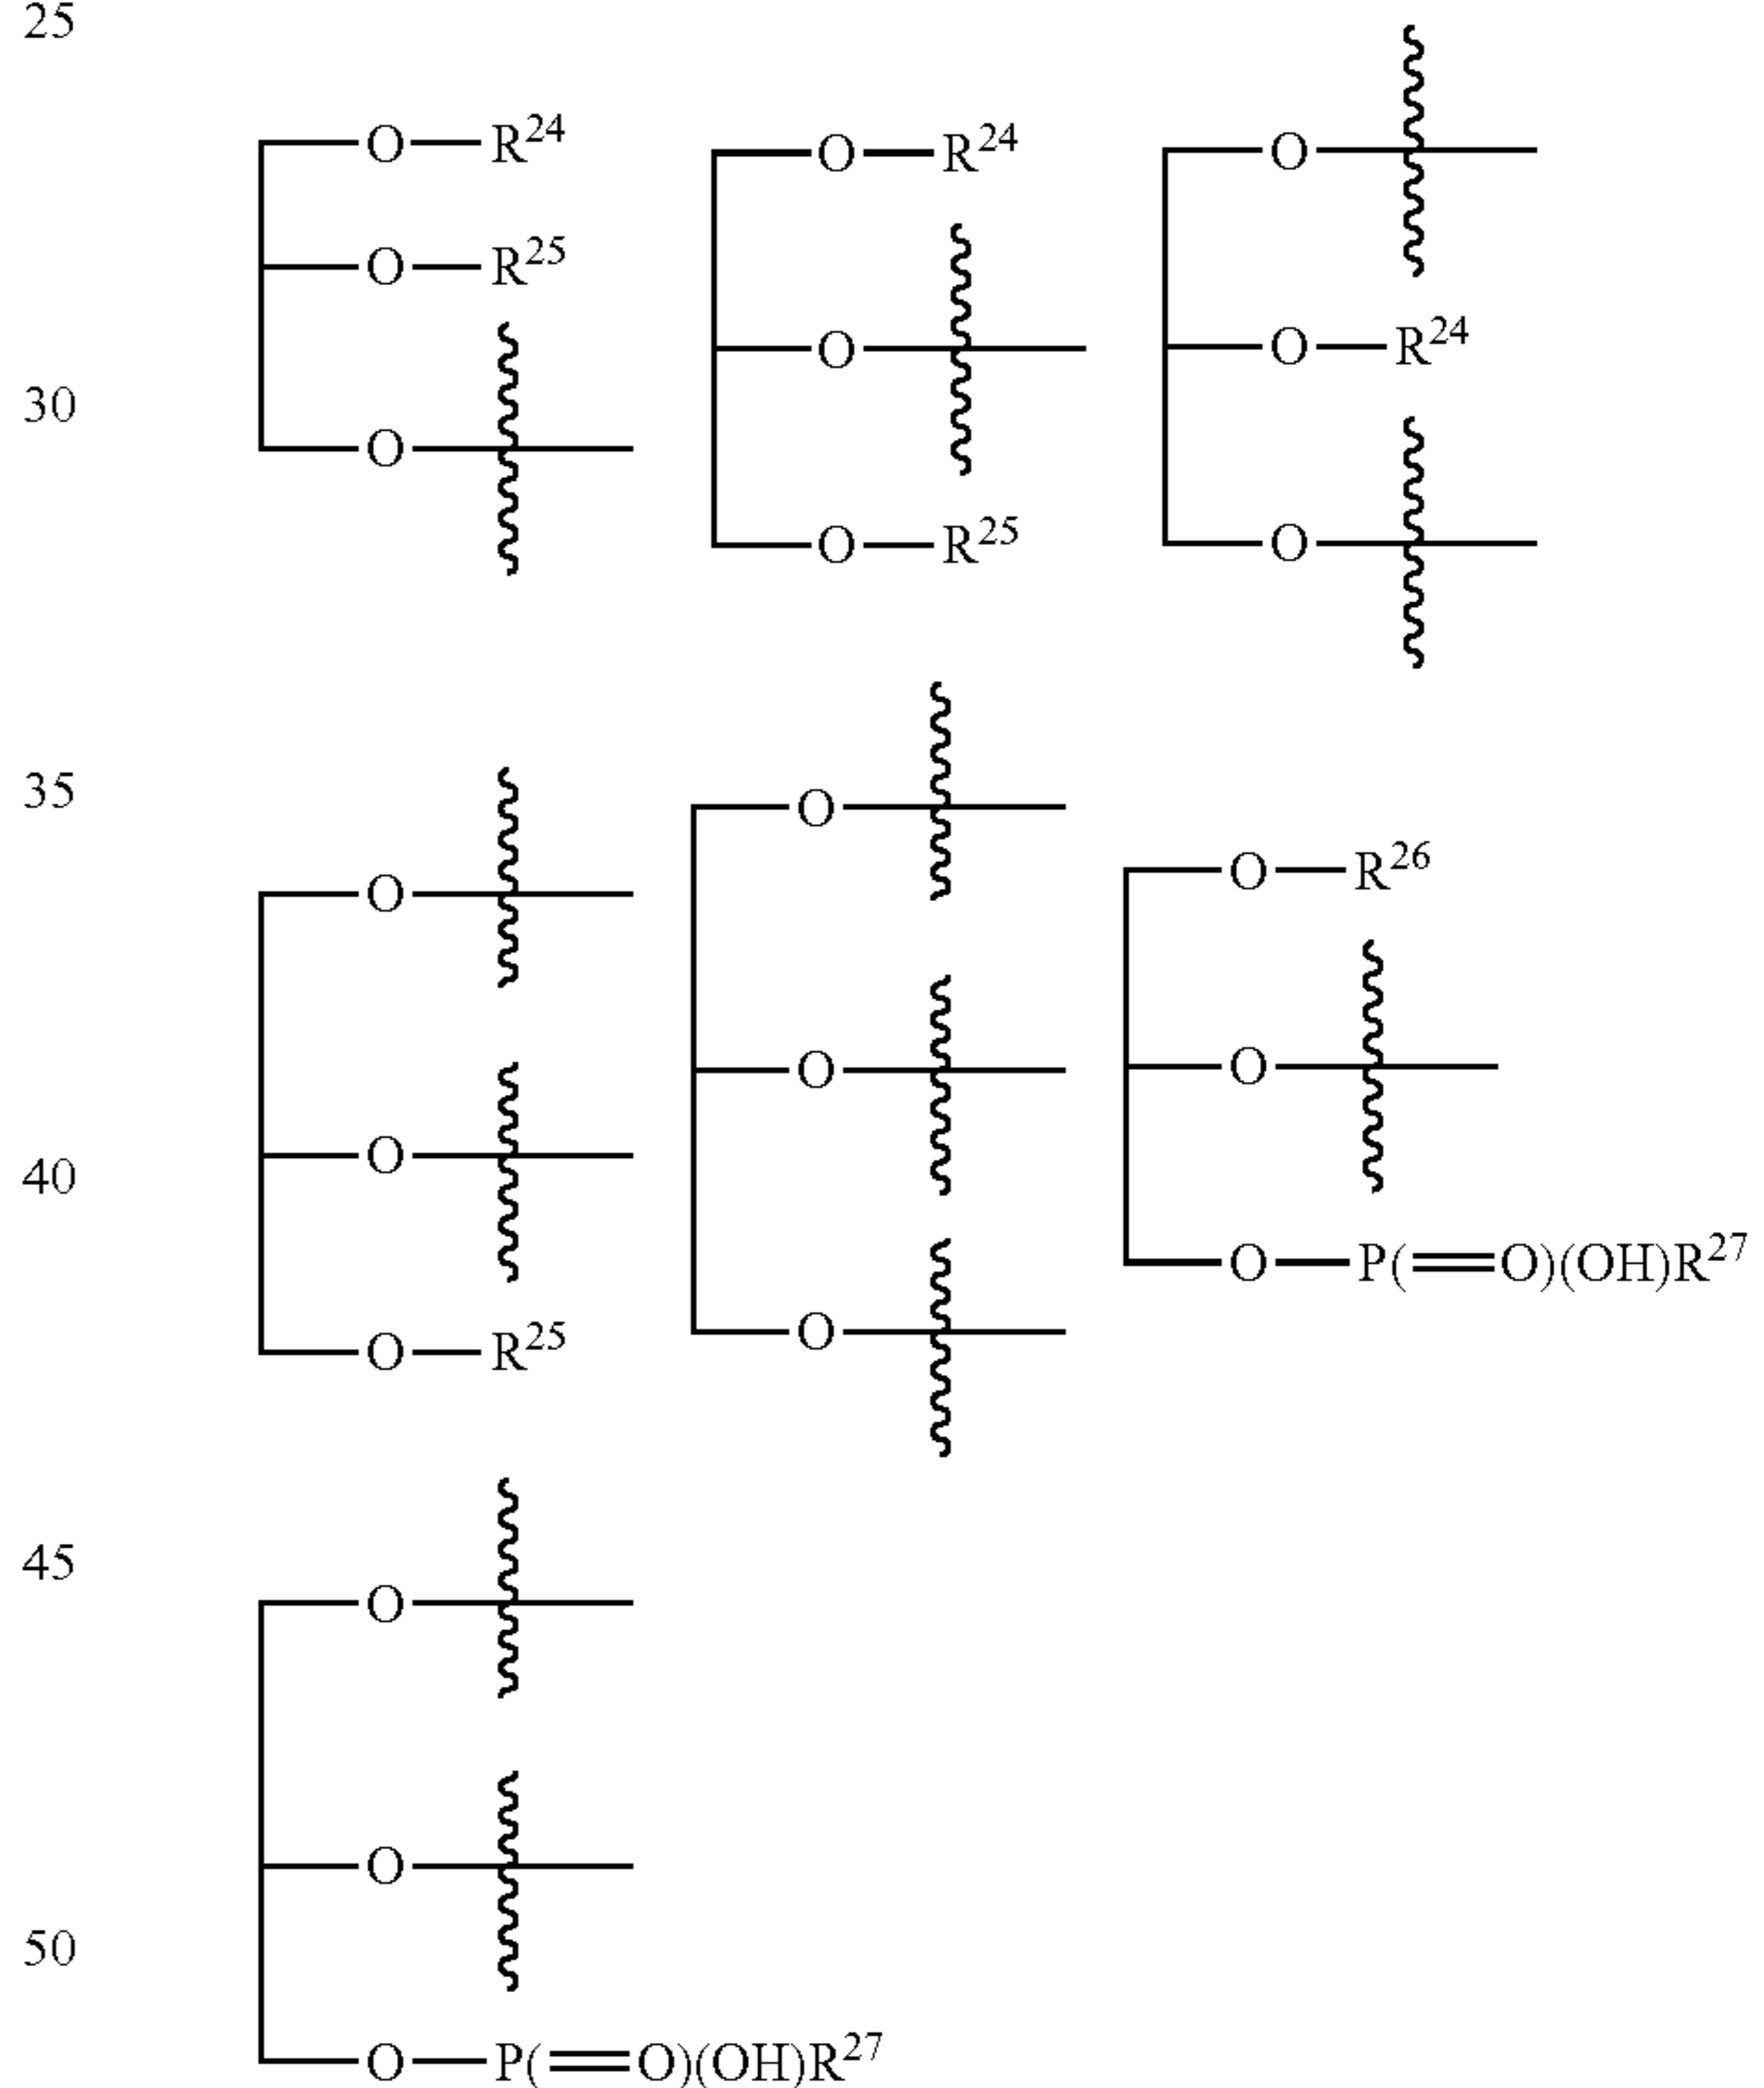 25
O—R24 O—R24 O
O—R25 O O—R24
30
O O—R25 O
35
O O O—R26
O O O
40
O—R25 O O—P(═O)(OH)R27
45
O
O
50
O—P(═O)(OH)R27